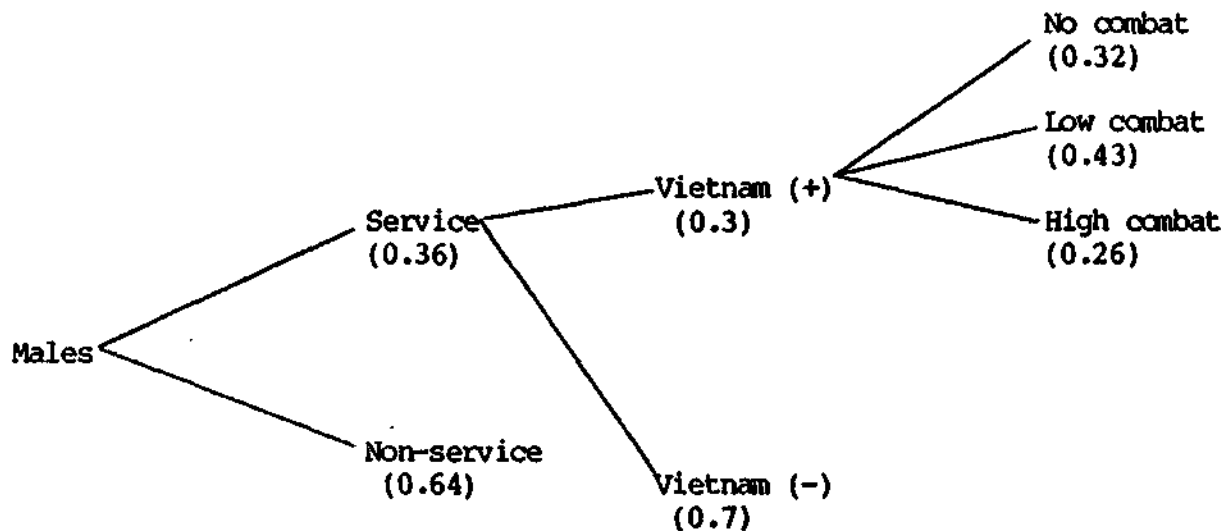 No combat
(0.32)
Low combat
(0.43)
Vietnam (+)
(0.3)
High combat
(0.26)
Service
(0.36)
Males
Non-service
(0.64)
Vietnam (-)
(0.7)